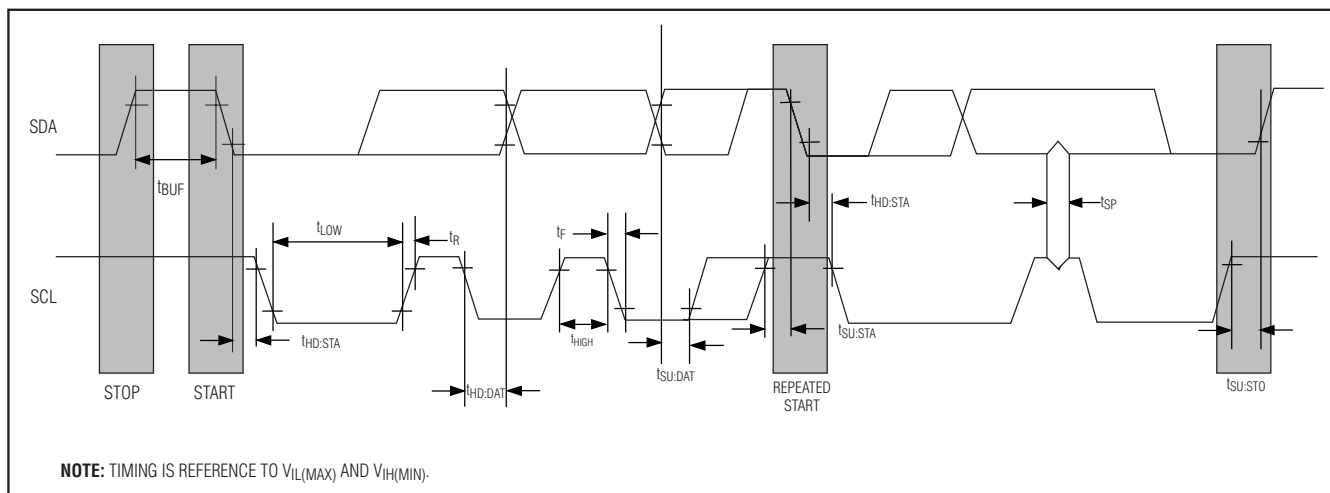 SDA
tBUF
tHD:STA
tSP
tLOW
tR
tF
SCL
tHD:STA
tHIGH
tSU:STA
tHD:DAT
tSU:DAT
tSU:STO
STOP
START
REPEATED
START
NOTE: TIMING IS REFERENCE TO VIL(MAX) AND VIH(MIN).